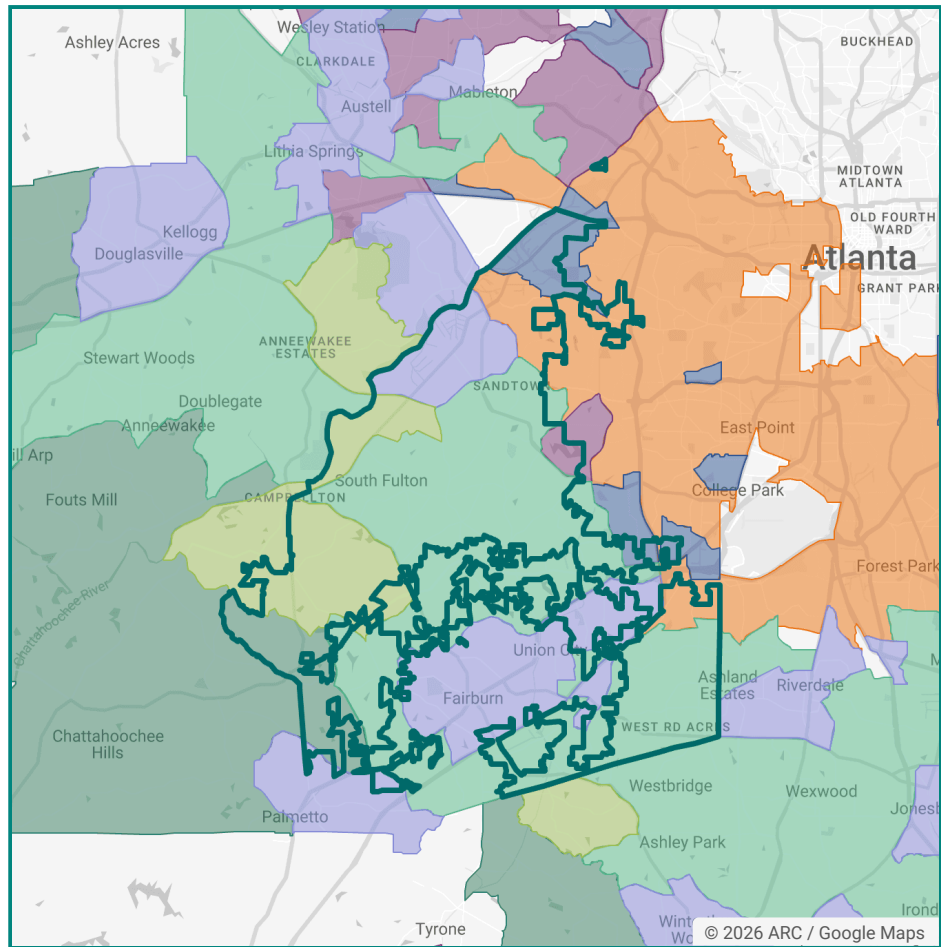 Wesley Station
Ashley Acres
BUCKHEAD
CLARKDALE
Mableton
Austell
Lithia Springs
MIDTOWN
ATLANTA
OLD FOURTH
WARD
Kellogg
Douglasville
Atlanta
GRANT PARK
ANNEEWAKEE
ESTATES
Stewart Woods
SANDTOW
Doublegate
Anneewakee
East Point
ill Arp
South Fulton
College Park
CAMPBELLTON
Fouts Mill
Forest Park
Chattahoochee River
Union City
Ashland
Estates
Riverdale
Fairburn
WEST RD ACRES
Chattahoochee
Hills
Westbridge
Wexwood
Jonesb
Palmetto
Ashley Park
Irond
Tyrone
© 2026 ARC / Google Maps